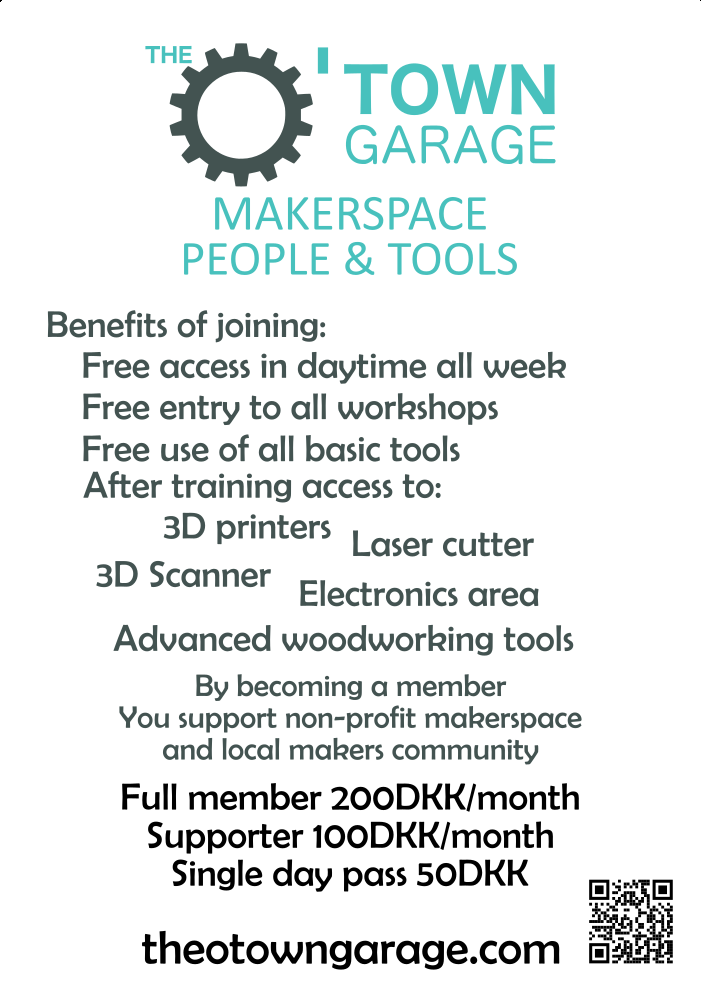 THE O'TOWN
GARAGE
MAKERSPACE
PEOPLE & TOOLS
Benefits of joining:
Free access in daytime all week
Free entry to all workshops
Free use of all basic tools
After training access to:
3D printers
Laser cutter
3D Scanner
Electronics area
Advanced woodworking tools
By becoming a member
You support non-profit makerspace
and local makers community
Full member 200DKK/month
Supporter 100DKK/month
Single day pass 50DKK
theotowngarage.com